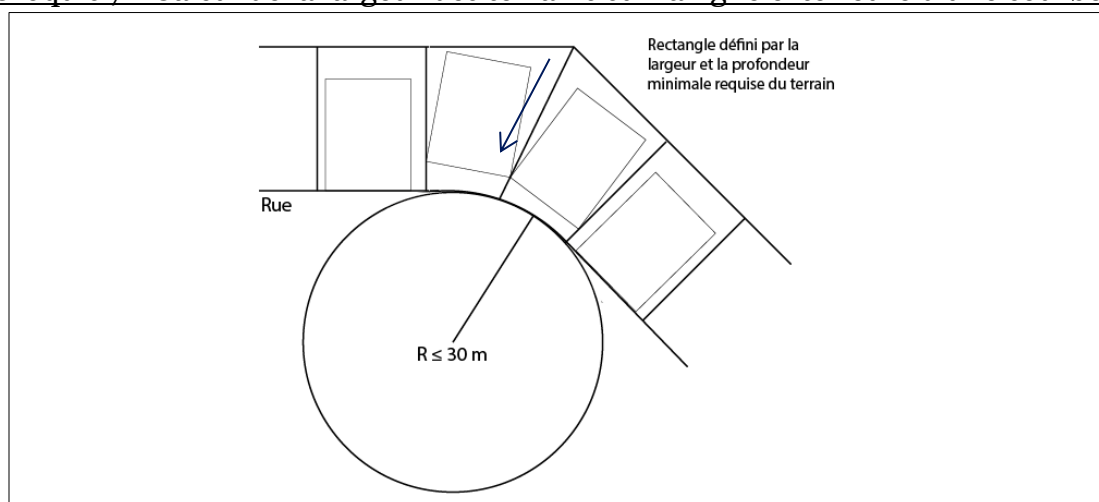 Rectangle défini par la
largeur et la profondeur
minimale requise du terrain
Rue
R ≤ 30 m